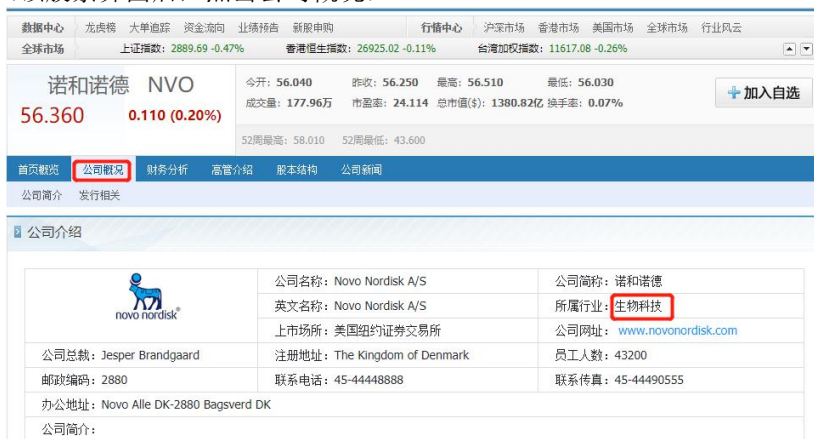 数据中心 龙虎榜 大单追踪 资金流向 业绩预告 新股申购 行情中心 沪深市场 香港市场 美国市场 全球市场 行业风云
全球市场 上证指数：2889.69 -0.47% 香港恒生指数：26925.02 -0.11% 台湾加权指数：11617.08 -0.26%
诺和诺德 NVO
56.360 0.110 (0.20%)
今开：56.040 昨收：56.250 最高：56.510 最低：56.030
成交量：177.96万 市盈率：24.114 总市值($)：1380.82亿 换手率：0.07%
52周最高：58.010 52周最低：43.600
加入自选
首页概览 公司概况 财务分析 高管介绍 股本结构 公司新闻
公司简介 发行相关
公司介绍
novo nordisk®
公司名称：Novo Nordisk A/S 公司简称：诺和诺德
英文名称：Novo Nordisk A/S 所属行业：生物科技
上市场所：美国纽约证券交易所 公司网址：www.novonordisk.com
公司总裁：Jesper Brandgaard 注册地址：The Kingdom of Denmark 员工人数：43200
邮政编码：2880 联系电话：45-44448888 联系传真：45-44490555
办公地址：Novo Alle DK-2880 Bagsverd DK
公司简介：